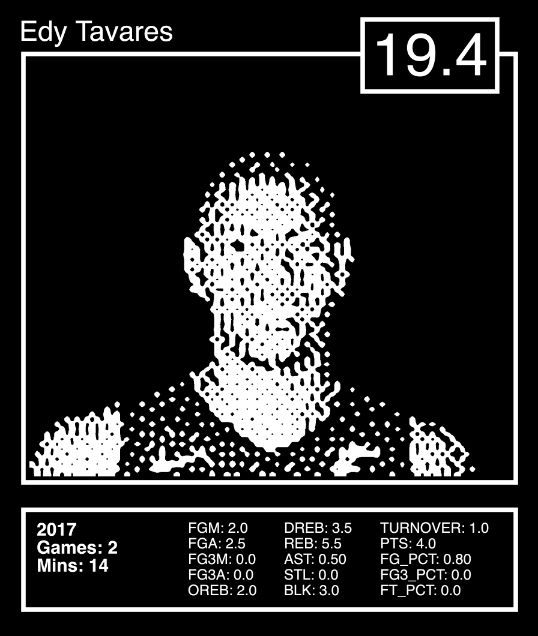 Edy Tavares
19.4
2017
Games: 2
Mins: 14
FGM: 2.0
FGA: 2.5
FG3M: 0.0
FG3A: 0.0
OREB: 2.0
DREB: 3.5
REB: 5.5
AST: 0.50
STL: 0.0
BLK: 3.0
TURNOVER: 1.0
PTS: 4.0
FG_PCT: 0.80
FG3_PCT: 0.0
FT_PCT: 0.0